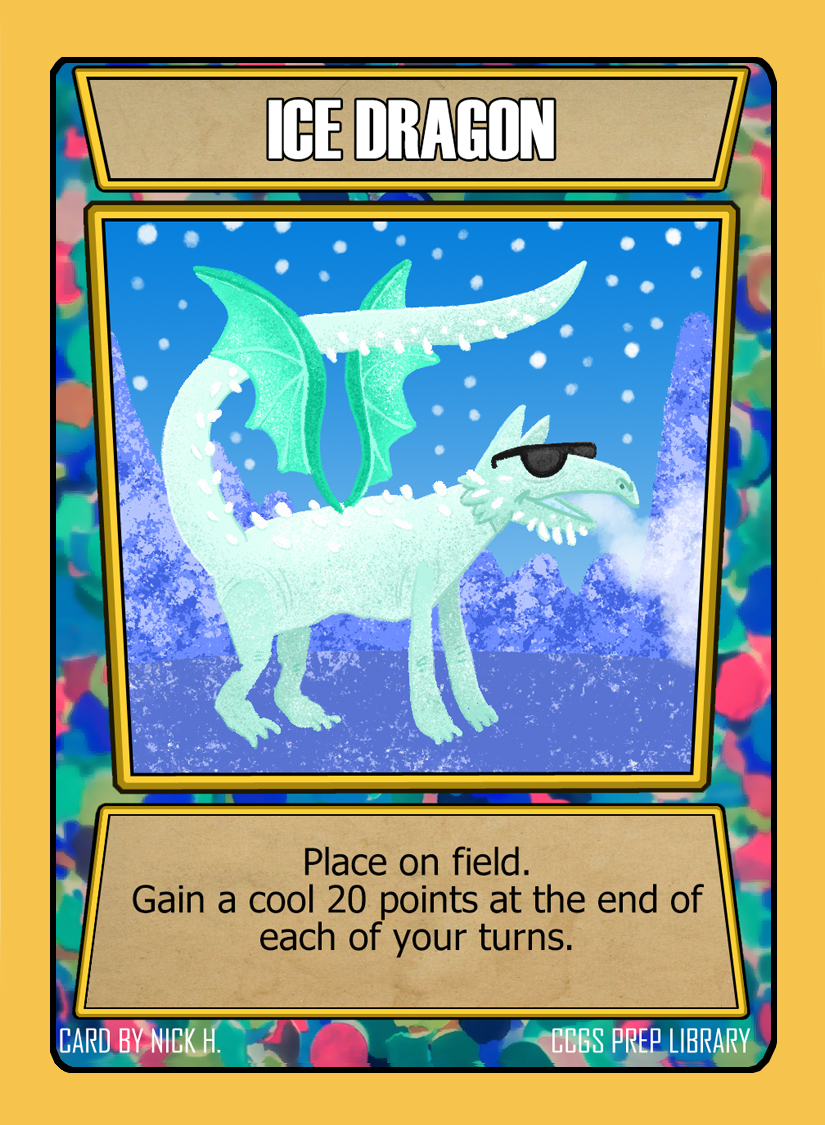 ICE DRAGON
Place on field.
Gain a cool 20 points at the end of
each of your turns.
CARD BY NICK H.
CCGS PREP LIBRARY